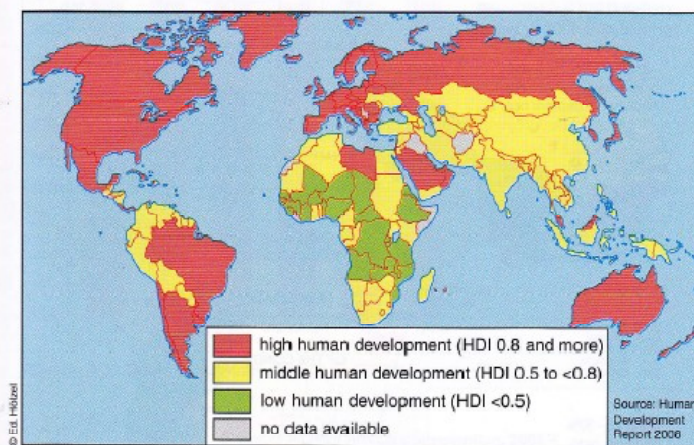 high human development (HDI 0.8 and more)
middle human development (HDI 0.5 to <0.8)
low human development (HDI <0.5)
no data available
Source: Human
Development
Report 2006
© Ed. Hölzel